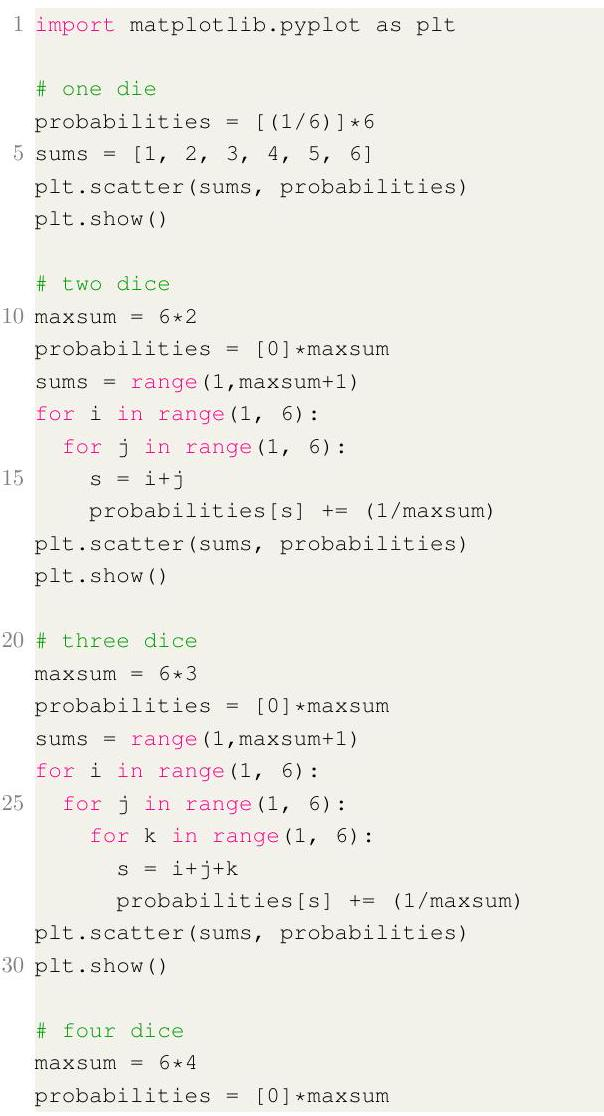 1 import matplotlib.pyplot as plt

# one die
probabilities = [(1/6)]*6
5 sums = [1, 2, 3, 4, 5, 6]
plt.scatter(sums, probabilities)
plt.show()

# two dice
10 maxsum = 6*2
probabilities = [0]*maxsum
sums = range(1,maxsum+1)
for i in range(1, 6):
  for j in range(1, 6):
15     s = i+j
    probabilities[s] += (1/maxsum)
plt.scatter(sums, probabilities)
plt.show()

20 # three dice
maxsum = 6*3
probabilities = [0]*maxsum
sums = range(1,maxsum+1)
for i in range(1, 6):
25   for j in range(1, 6):
    for k in range(1, 6):
      s = i+j+k
      probabilities[s] += (1/maxsum)
plt.scatter(sums, probabilities)
30 plt.show()

# four dice
maxsum = 6*4
probabilities = [0]*maxsum